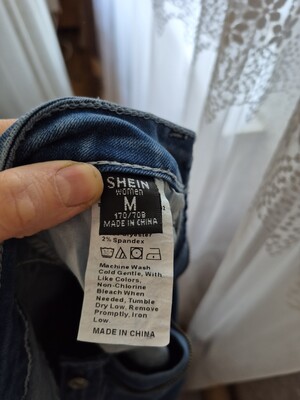 SHEIN
women
M
170/70B
MADE IN CHINA
2% Spandex
Machine Wash
Cold Gentle, With
Like Colors,
Non-Chlorine
Bleach When
Needed, Tumble
Dry Low. Remove
Promptly, Iron
Low.
MADE IN CHINA